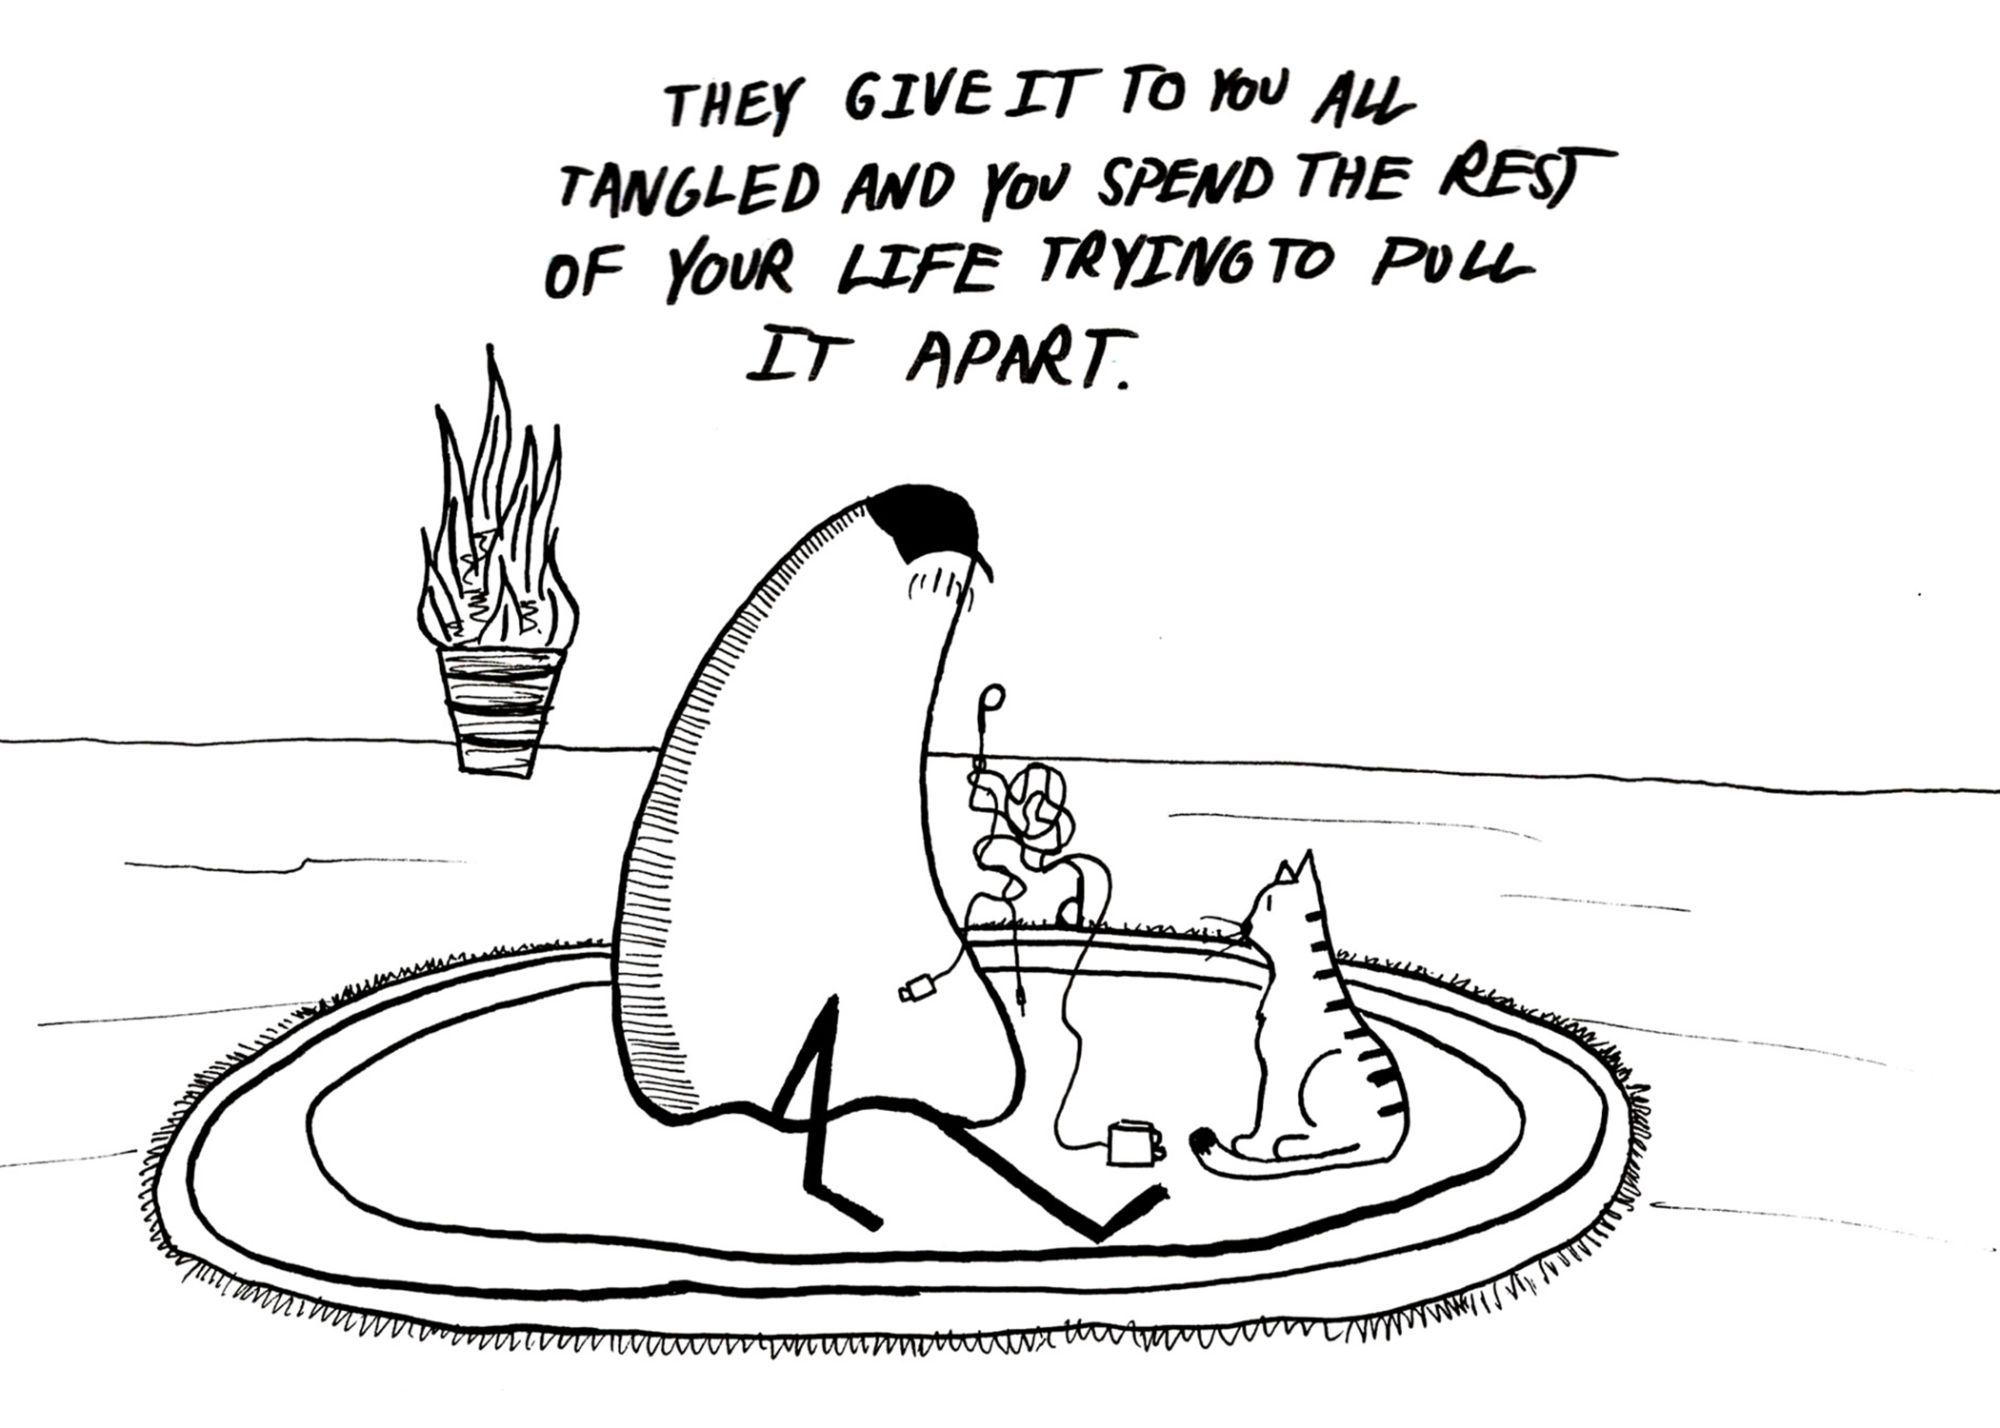 THEY GIVE IT TO YOU ALL
TANGLED AND YOU SPEND THE REST
OF YOUR LIFE TRYING TO PULL
IT APART.